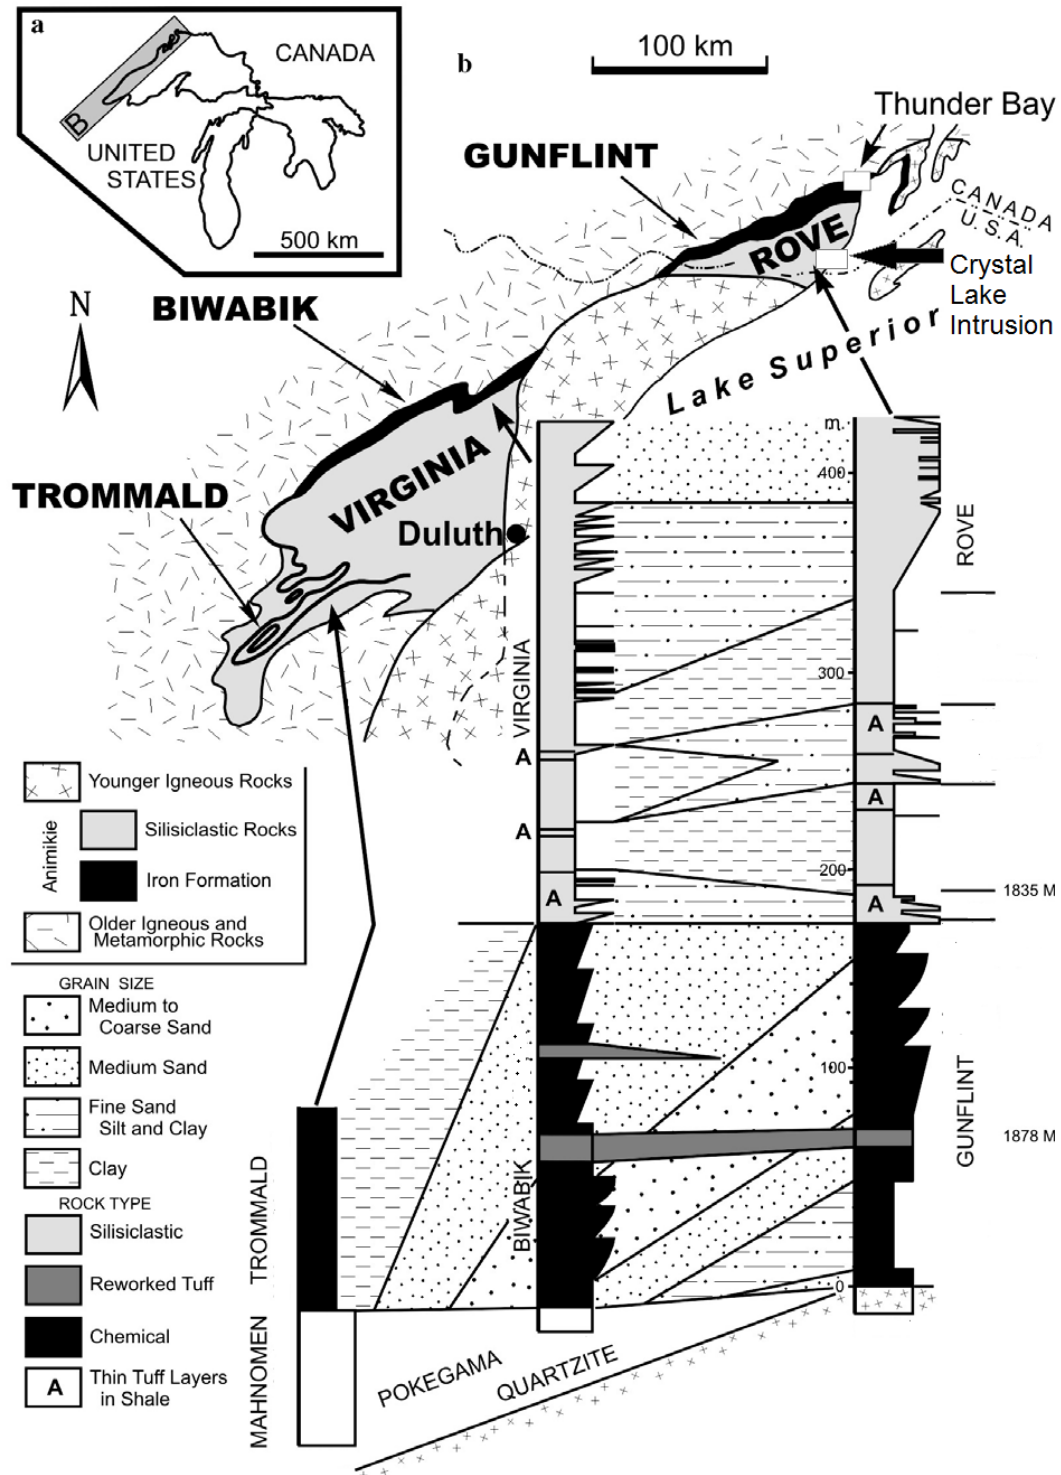 a
CANADA
B
UNITED
STATES
500 km
b
100 km
Thunder Bay
GUNFLINT
CANADA
U.S.A.
ROVE
Crystal
Lake
Intrusion
N
BIWABIK
Lake Superior
VIRGINIA
TROMMALD
Duluth
m
400
300
200
100
0
ROVE
VIRGINIA
A
A
A
A
A
A
1835 M
1878 M
GUNFLINT
BIWABIK
TROMMALD
MAHNOMEN
POKEGAMA
QUARTZITE
Younger Igneous Rocks
Animikie
Silisiclastic Rocks
Iron Formation
Older Igneous and
Metamorphic Rocks
GRAIN SIZE
Medium to
Coarse Sand
Medium Sand
Fine Sand
Silt and Clay
Clay
ROCK TYPE
Silisiclastic
Reworked Tuff
Chemical
A
Thin Tuff Layers
in Shale